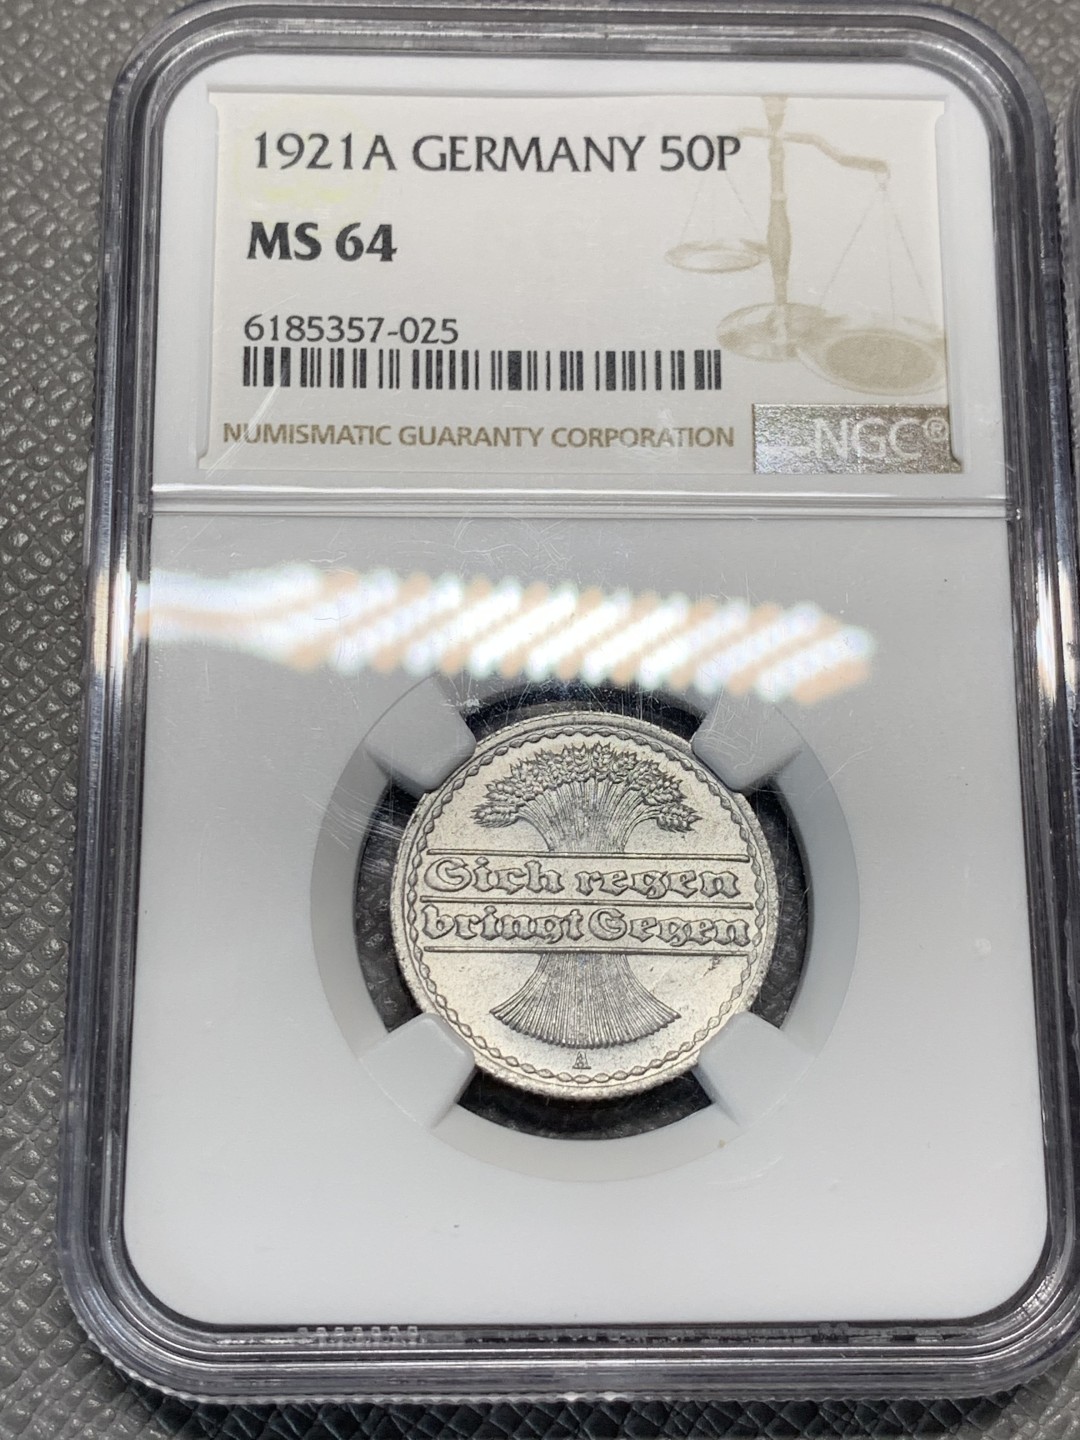 1921A GERMANY 50P
MS 64
6185357-025
NUMISMATIC GUARANTY CORPORATION
NGC®
Sich regen
bringt Segen
A